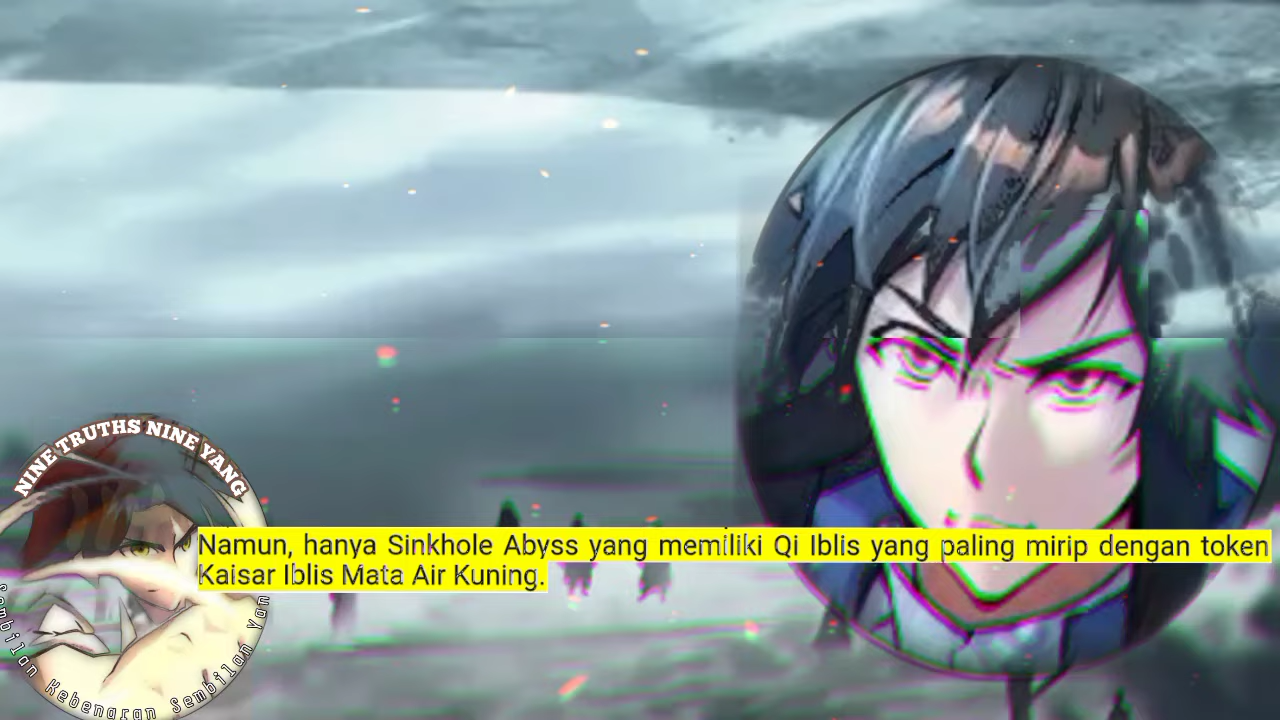 NINE TRUTHS NINE YANG
Namun, hanya Sinkhole Abyss yang memiliki Qi Iblis yang paling mirip dengan token
Kaisar Iblis Mata Air Kuning.
Sembilan Kebenaran Sembilan Yan